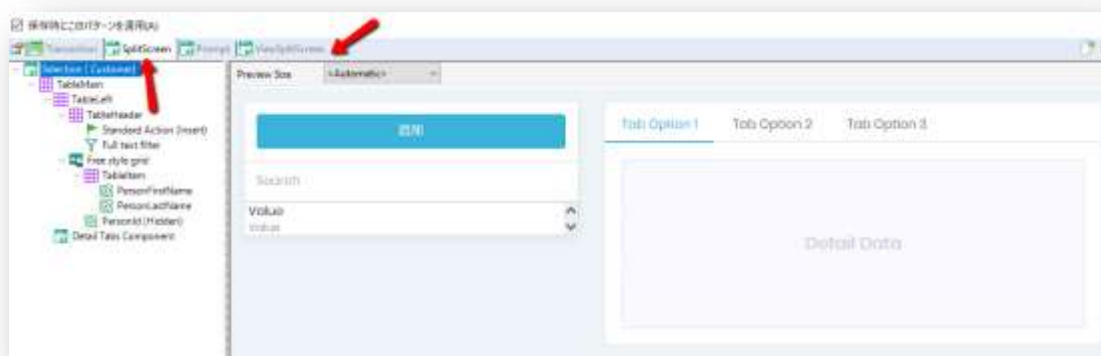 保存時にこのパターンを適用(A)
Transaction SplitScreen Prompt ViewSplitScreen
Selection (Customer)
TableMain
TableLeft
TableHeader
Standard Action (Insert)
Full text filter
Free style grid
TableItem
PersonFirstName
PersonLastName
PersonId (Hidden)
Detail Tabs Component
Preview Size <Automatic>
追加
Search
Value
Value
Tab Option 1 Tab Option 2 Tab Option 3
Detail Data